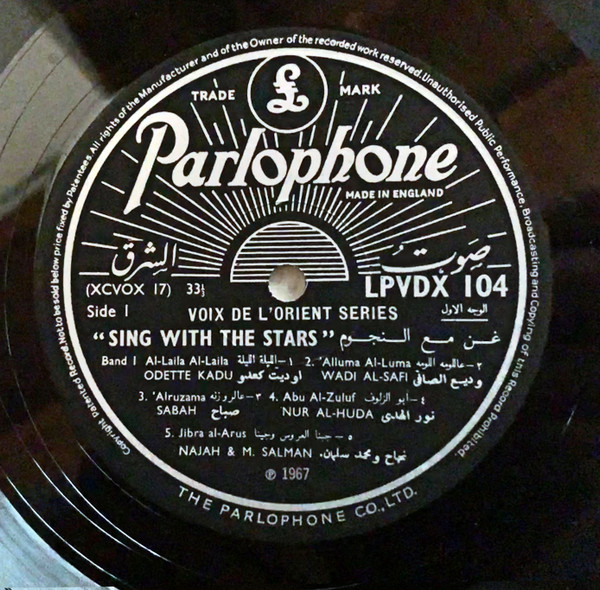 Copyright Patented Record. Not to be sold below price fixed by Patentees. All rights of the Manufacturer and of the Owner of the recorded work reserved. Unauthorised Public Performance, Broadcasting and Copying of this Record Prohibited.
£
TRADE MARK
Parlophone
MADE IN ENGLAND
الشرق صوت
(XCVOX 17) 33⅓ LPVDX 104
Side 1 VOIX DE L'ORIENT SERIES الوجه الاول
"SING WITH THE STARS" غن مع النجوم
Band 1 Al-Laila Al-Laila ١- الليلة الليلة 2. 'Alluma Al-Luma ٢- عاللومه اللومه
ODETTE KADU اوديت كعدو WADI AL-SAFI وديع الصافي
3. 'Alruzama ٣- عالروزنه 4. Abu Al-Zuluf ٤- ابو الزلوف
SABAH صباح NUR AL-HUDA نور الهدى
5. Jibra al-Arus ٥- جبنا العروس وجينا
NAJAH & M. SALMAN نجاح ومحمد سلمان
℗ 1967
THE PARLOPHONE CO., LTD.